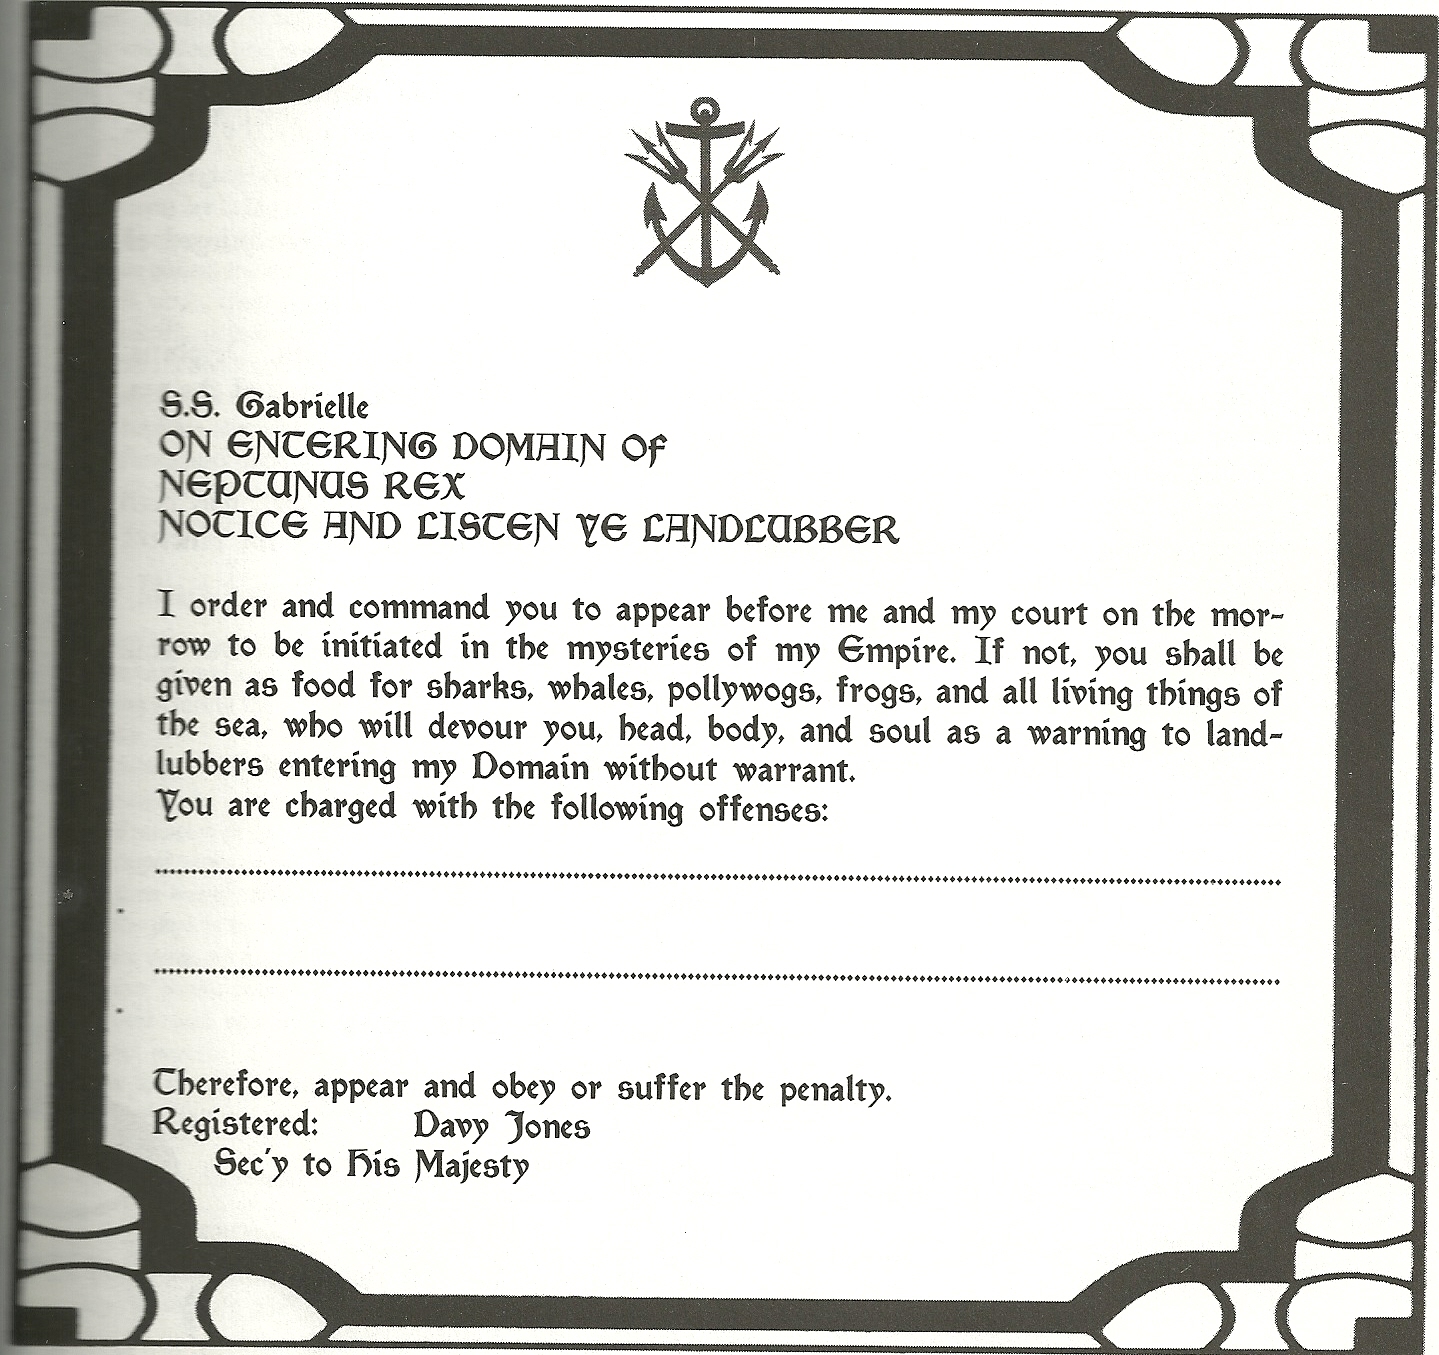 S.S. Gabrielle
ON ENTERING DOMAIN OF
NEPTUNUS REX
NOTICE AND LISTEN YE LANDLUBBER
I order and command you to appear before me and my court on the mor-
row to be initiated in the mysteries of my Empire. If not, you shall be
given as food for sharks, whales, pollywogs, frogs, and all living things of
the sea, who will devour you, head, body, and soul as a warning to land-
lubbers entering my Domain without warrant.
You are charged with the following offenses:
Therefore, appear and obey or suffer the penalty.
Registered: Davy Jones
Sec'y to His Majesty